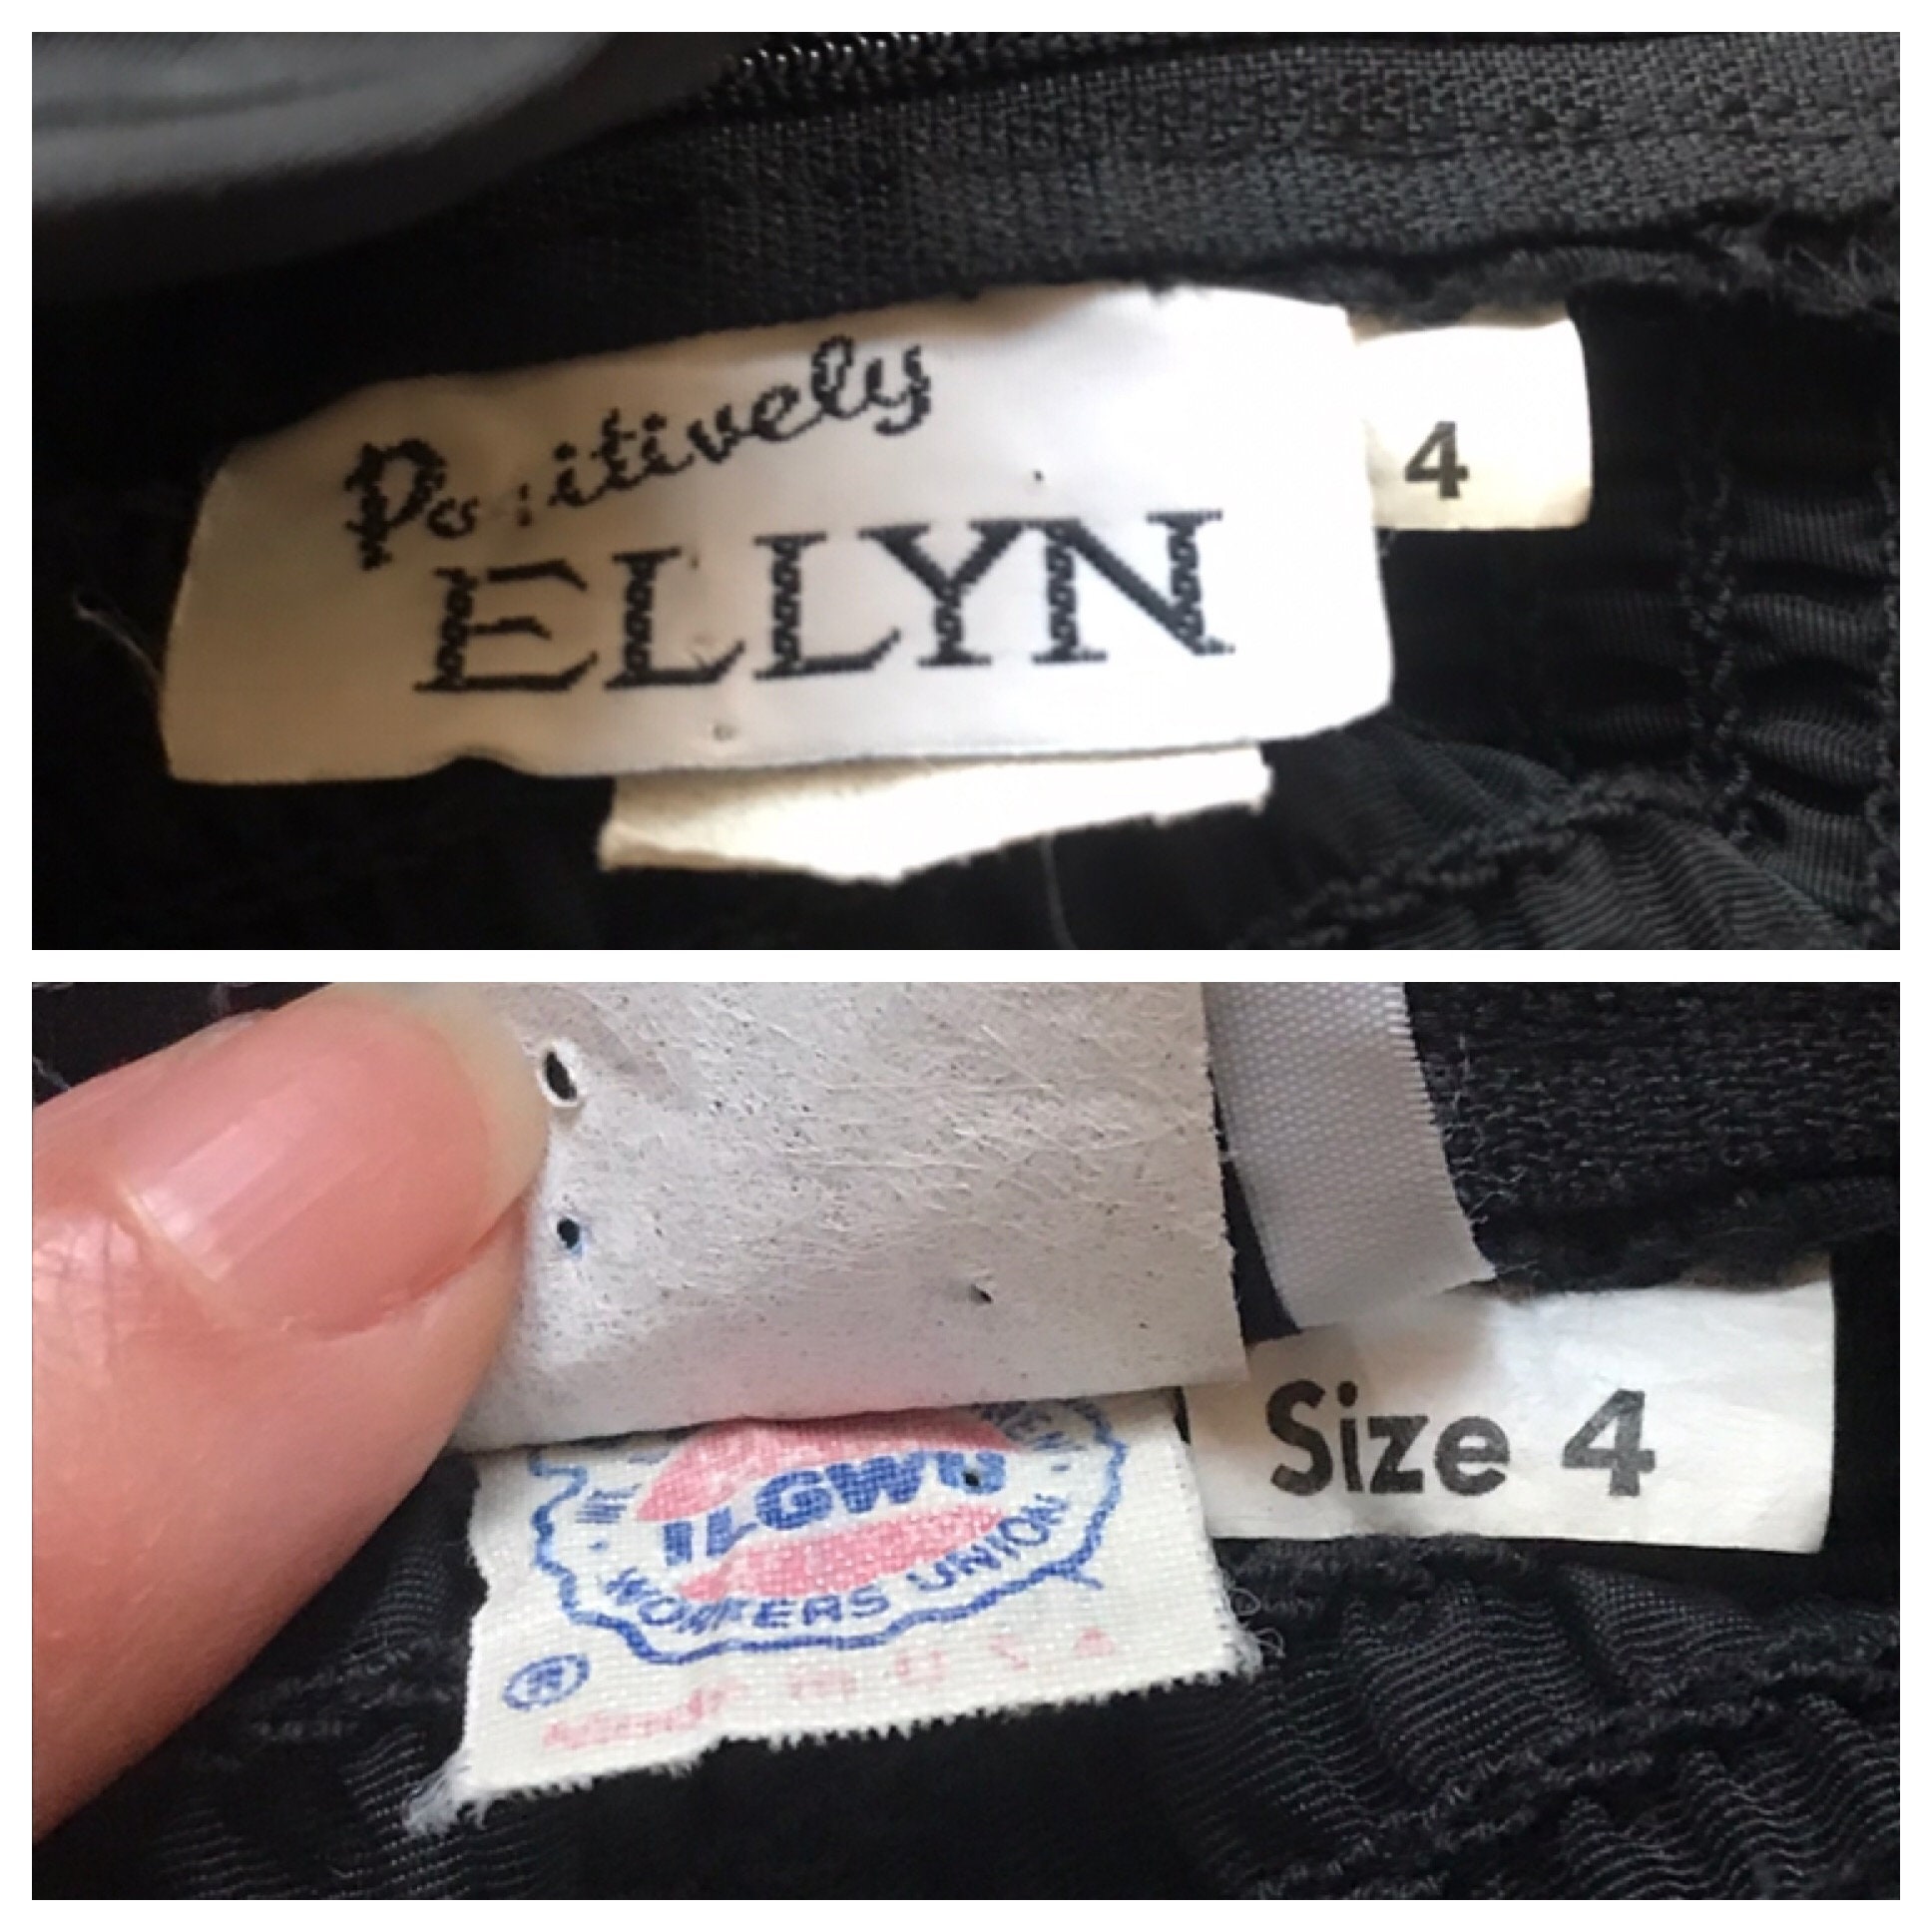 Positively
ELLYN
4
Size 4
ILGWU
WORKERS UNION
®